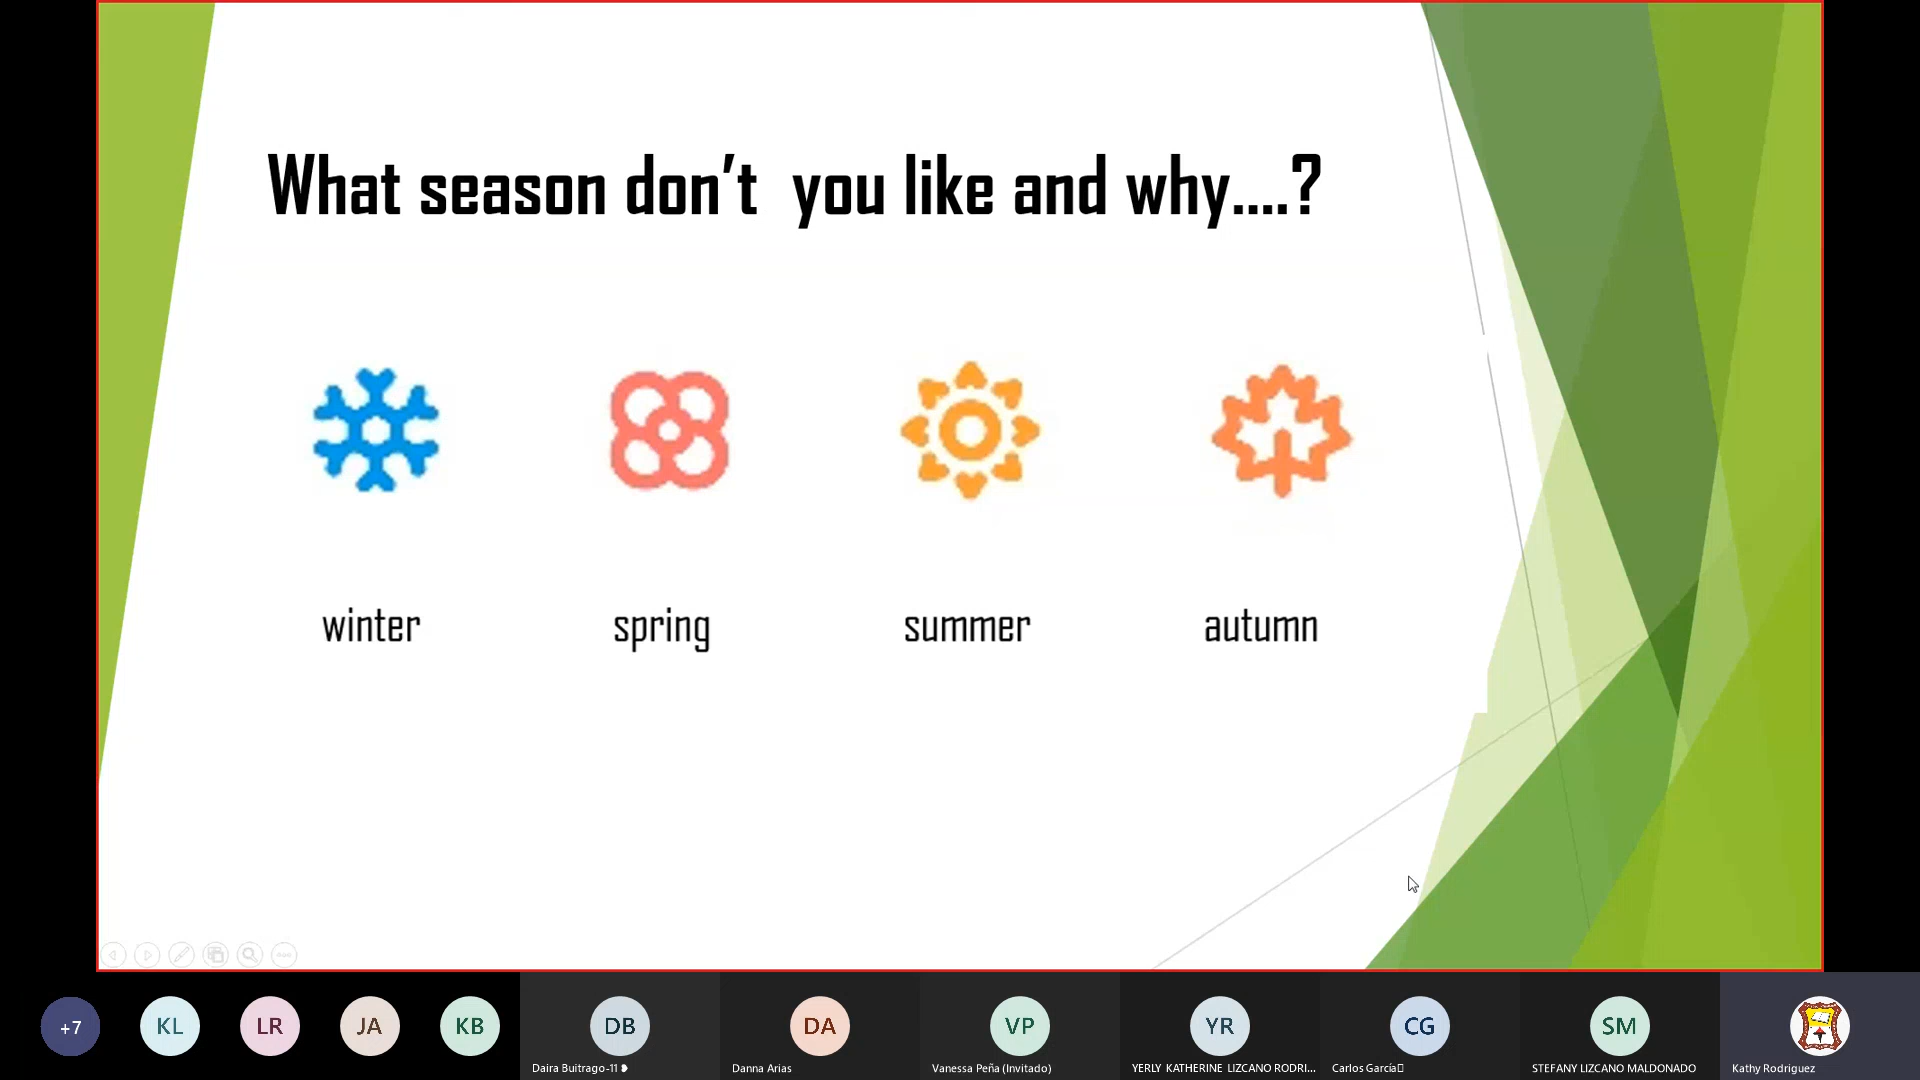 What season don't  you like and why....?
winter spring summer autumn
+7 KL LR JA KB DB DA VP YR CG SM
Daira Buitrago-11 Danna Arias Vanessa Peña (Invitado) YERLY KATHERINE LIZCANO RODRI... Carlos García STEFANY LIZCANO MALDONADO Kathy Rodriguez